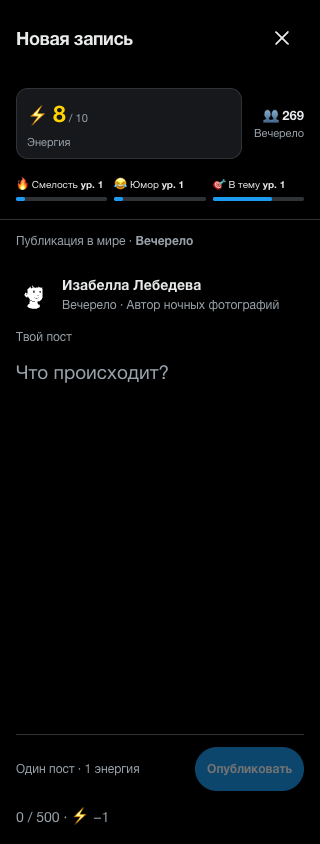 Новая запись
⚡ 8 / 10
Энергия
👥 269
Вечерело
🔥 Смелость ур. 1
😂 Юмор ур. 1
🎯 В тему ур. 1
Публикация в мире · Вечерело
Изабелла Лебедева
Вечерело · Автор ночных фотографий
Твой пост
Что происходит?
Один пост · 1 энергия
Опубликовать
0 / 500 · ⚡ −1